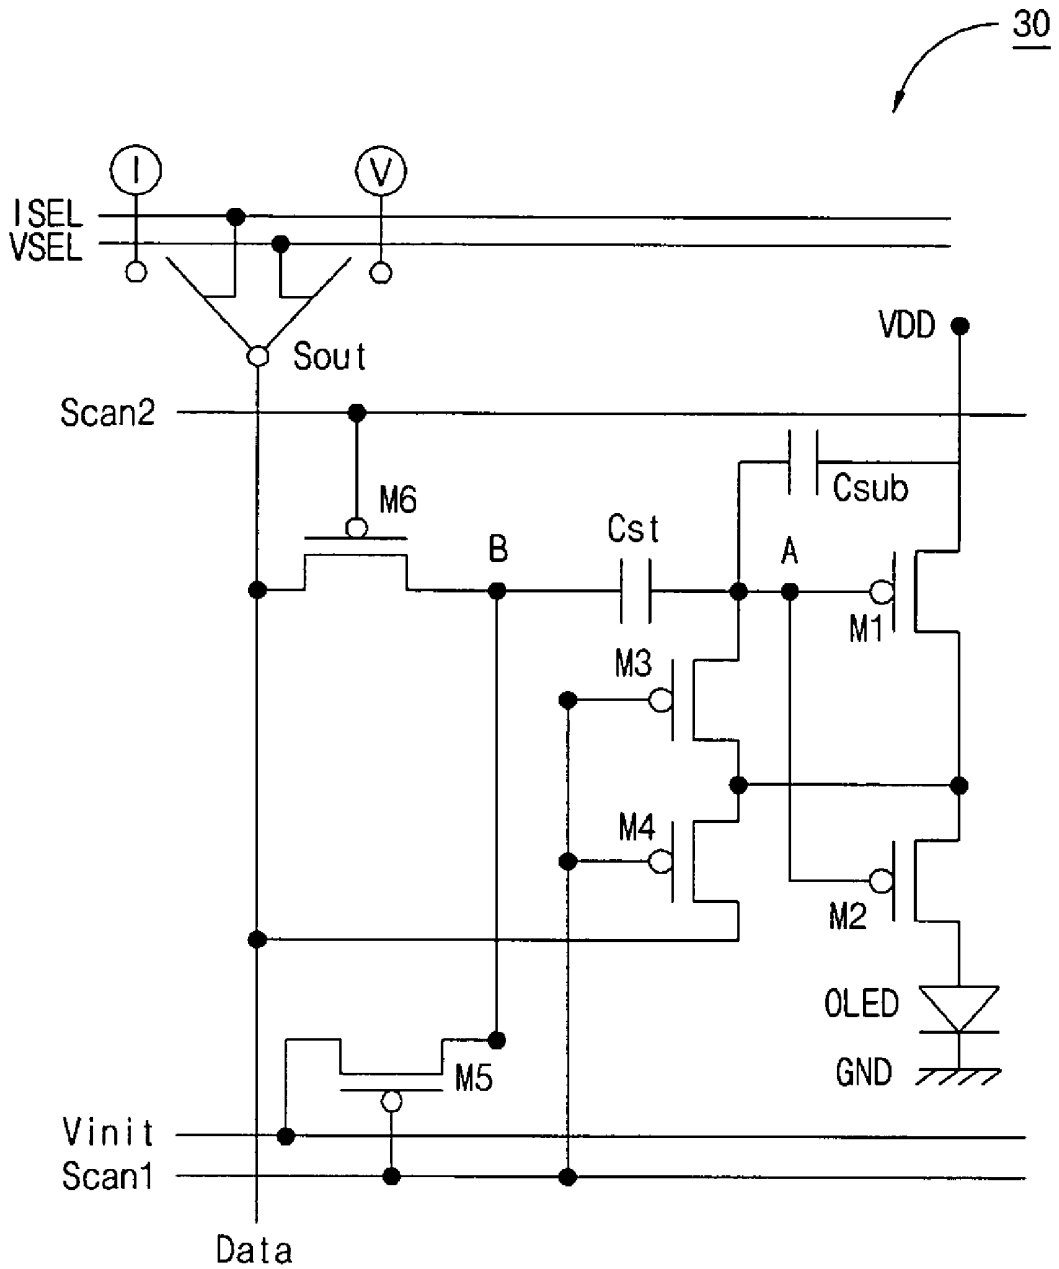 30
I
V
ISEL
VSEL
VDD
Sout
Scan2
Csub
M6
Cst
B
A
M1
M3
M4
M2
OLED
M5
GND
Vinit
Scan1
Data